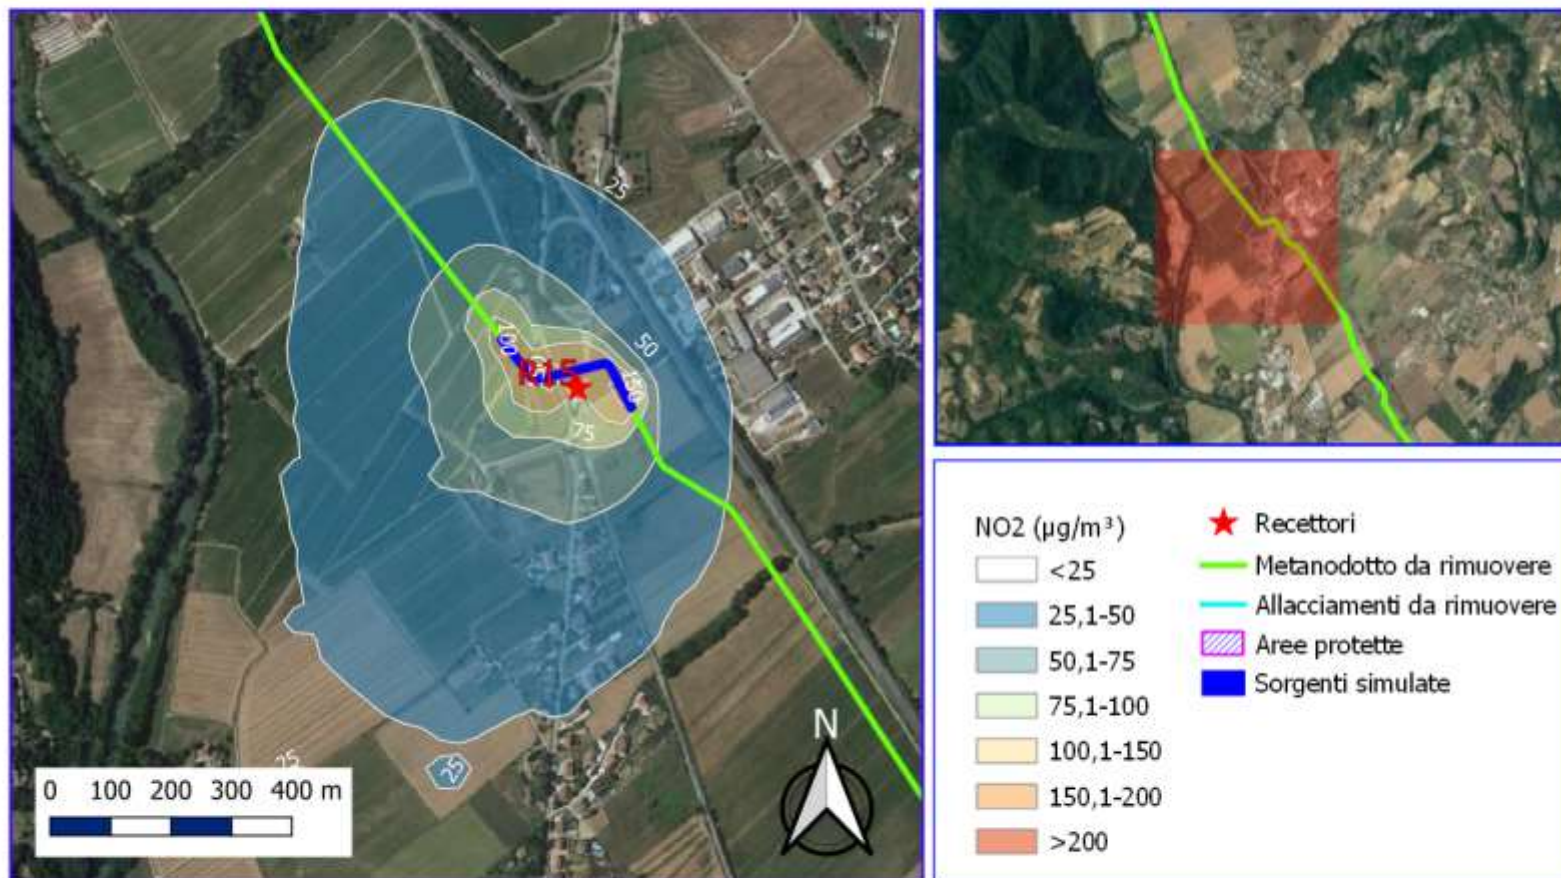 25
50
100
R15
150
75
25
25
0 100 200 300 400 m
N
NO2 (µg/m³)
<25
25,1-50
50,1-75
75,1-100
100,1-150
150,1-200
>200
Recettori
Metanodotto da rimuovere
Allacciamenti da rimuovere
Aree protette
Sorgenti simulate